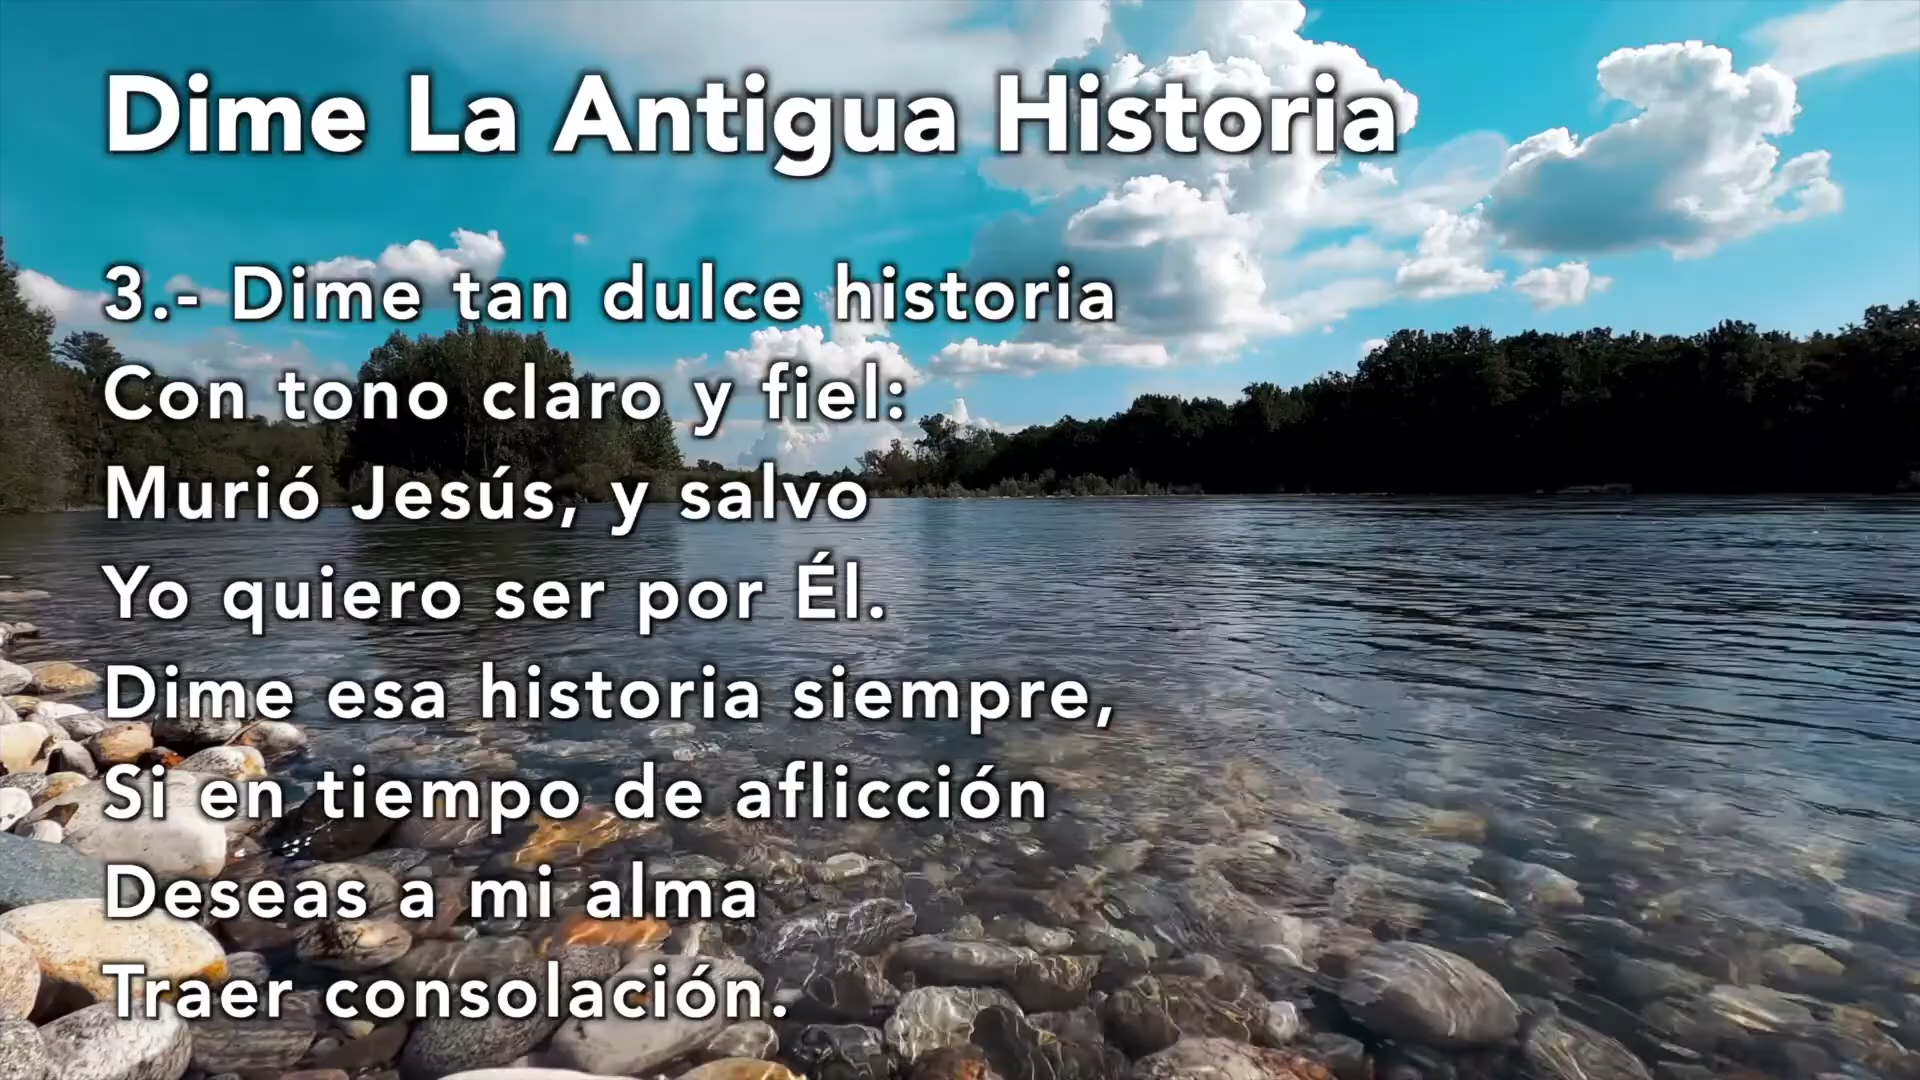 Dime La Antigua Historia
3.- Dime tan dulce historia
Con tono claro y fiel:
Murió Jesús, y salvo
Yo quiero ser por Él.
Dime esa historia siempre,
Si en tiempo de aflicción
Deseas a mi alma
Traer consolación.